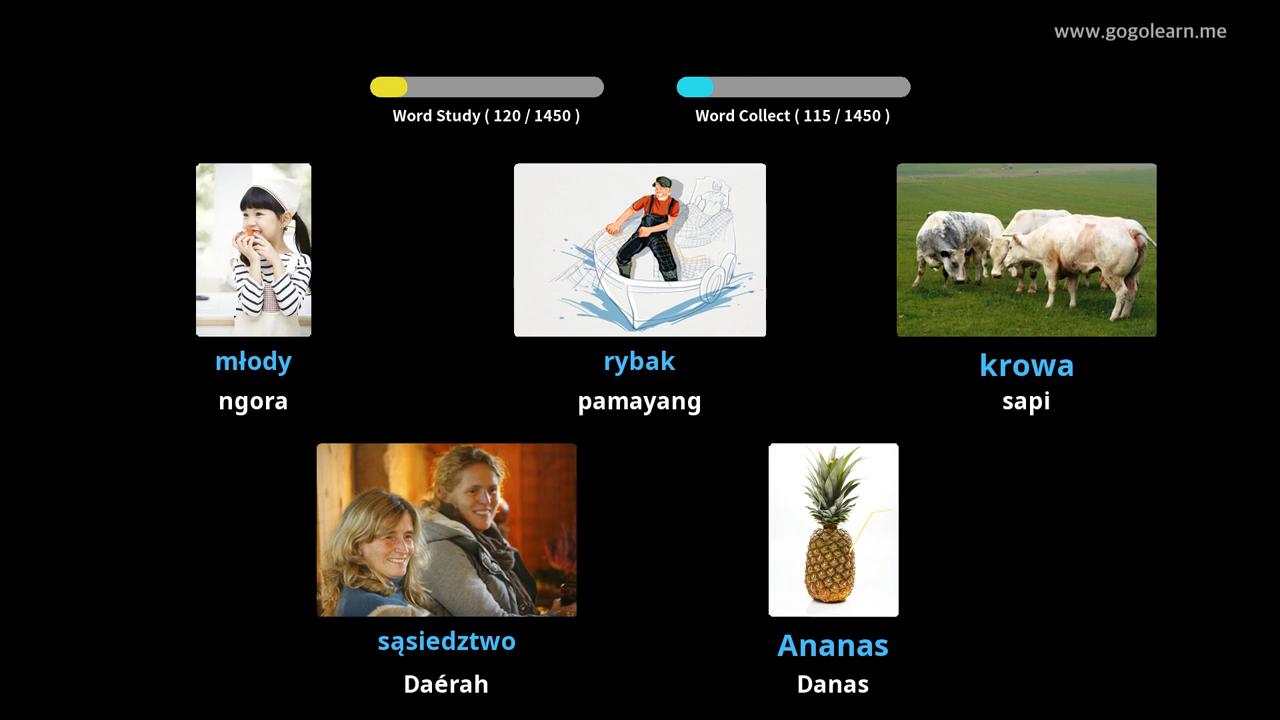 www.gogolearn.me
Word Study ( 120 / 1450 )
Word Collect ( 115 / 1450 )
młody
ngora
rybak
pamayang
krowa
sapi
sąsiedztwo
Daérah
Ananas
Danas